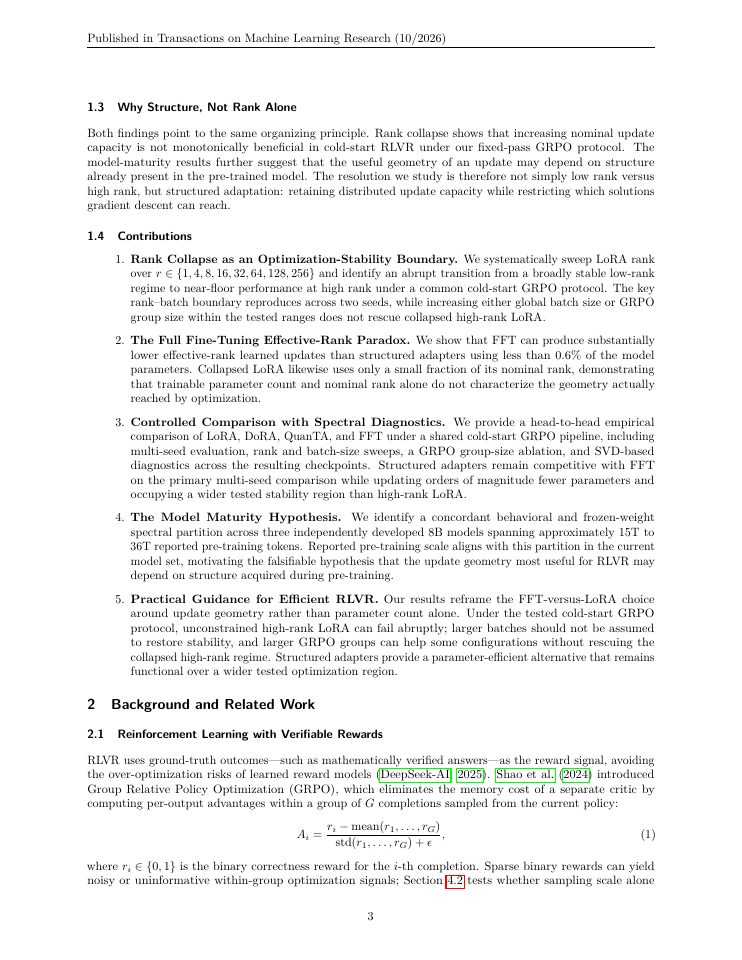 Published in Transactions on Machine Learning Research (10/2026)
1.3 Why Structure, Not Rank Alone
Both findings point to the same organizing principle. Rank collapse shows that increasing nominal update
capacity is not monotonically beneficial in cold-start RLVR under our fixed-pass GRPO protocol. The
model-maturity results further suggest that the useful geometry of an update may depend on structure
already present in the pre-trained model. The resolution we study is therefore not simply low rank versus
high rank, but structured adaptation: retaining distributed update capacity while restricting which solutions
gradient descent can reach.
1.4 Contributions
1. Rank Collapse as an Optimization-Stability Boundary. We systematically sweep LoRA rank
over r ∈ {1, 4, 8, 16, 32, 64, 128, 256} and identify an abrupt transition from a broadly stable low-rank
regime to near-floor performance at high rank under a common cold-start GRPO protocol. The key
rank–batch boundary reproduces across two seeds, while increasing either global batch size or GRPO
group size within the tested ranges does not rescue collapsed high-rank LoRA.
2. The Full Fine-Tuning Effective-Rank Paradox. We show that FFT can produce substantially
lower effective-rank learned updates than structured adapters using less than 0.6% of the model
parameters. Collapsed LoRA likewise uses only a small fraction of its nominal rank, demonstrating
that trainable parameter count and nominal rank alone do not characterize the geometry actually
reached by optimization.
3. Controlled Comparison with Spectral Diagnostics. We provide a head-to-head empirical
comparison of LoRA, DoRA, QuanTA, and FFT under a shared cold-start GRPO pipeline, including
multi-seed evaluation, rank and batch-size sweeps, a GRPO group-size ablation, and SVD-based
diagnostics across the resulting checkpoints. Structured adapters remain competitive with FFT
on the primary multi-seed comparison while updating orders of magnitude fewer parameters and
occupying a wider tested stability region than high-rank LoRA.
4. The Model Maturity Hypothesis. We identify a concordant behavioral and frozen-weight
spectral partition across three independently developed 8B models spanning approximately 15T to
36T reported pre-training tokens. Reported pre-training scale aligns with this partition in the current
model set, motivating the falsifiable hypothesis that the update geometry most useful for RLVR may
depend on structure acquired during pre-training.
5. Practical Guidance for Efficient RLVR. Our results reframe the FFT-versus-LoRA choice
around update geometry rather than parameter count alone. Under the tested cold-start GRPO
protocol, unconstrained high-rank LoRA can fail abruptly; larger batches should not be assumed
to restore stability, and larger GRPO groups can help some configurations without rescuing the
collapsed high-rank regime. Structured adapters provide a parameter-efficient alternative that remains
functional over a wider tested optimization region.
2 Background and Related Work
2.1 Reinforcement Learning with Verifiable Rewards
RLVR uses ground-truth outcomes—such as mathematically verified answers—as the reward signal, avoiding
the over-optimization risks of learned reward models (DeepSeek-AI, 2025). Shao et al. (2024) introduced
Group Relative Policy Optimization (GRPO), which eliminates the memory cost of a separate critic by
computing per-output advantages within a group of G completions sampled from the current policy:
A_i = (r_i − mean(r_1, . . . , r_G)) / (std(r_1, . . . , r_G) + ϵ), (1)
where r_i ∈ {0, 1} is the binary correctness reward for the i-th completion. Sparse binary rewards can yield
noisy or uninformative within-group optimization signals; Section 4.2 tests whether sampling scale alone
3